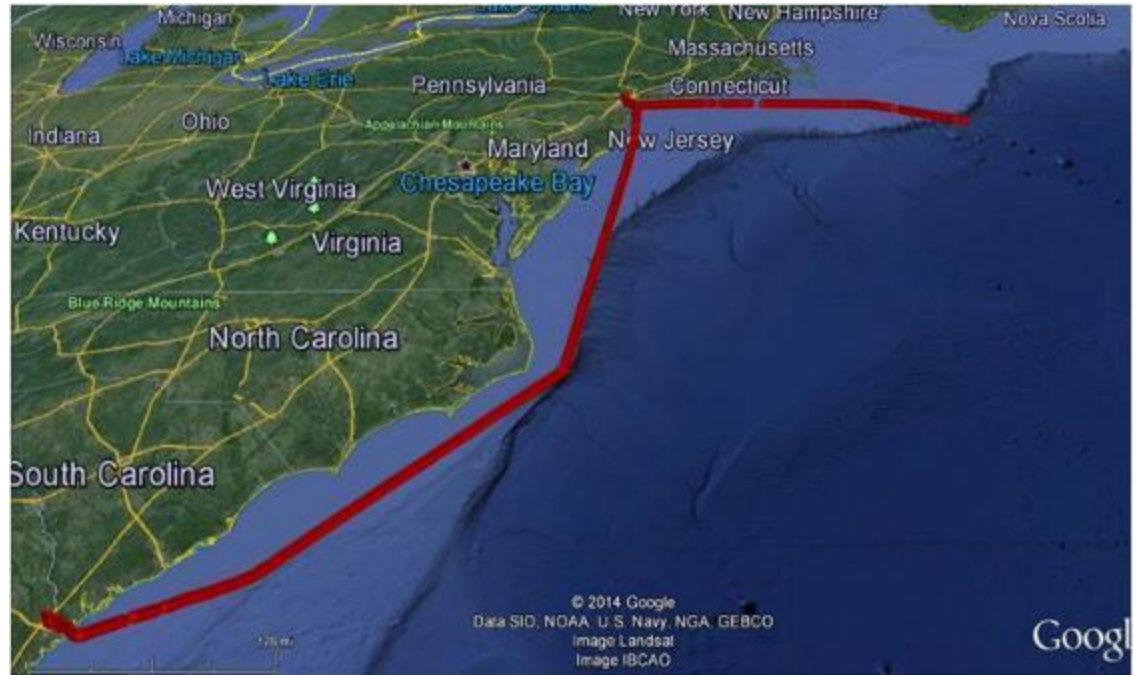 Michigan
New York
New Hampshire
Nova Scotia
Wisconsin
Lake Michigan
Massachusetts
Lake Erie
Pennsylvania
Connecticut
Indiana
Ohio
Appalachian Mountains
Maryland
New Jersey
West Virginia
Chesapeake Bay
Kentucky
Virginia
Blue Ridge Mountains
North Carolina
South Carolina
© 2014 Google
Data SIO, NOAA, U.S. Navy, NGA, GEBCO
Image Landsat
Image IBCAO
Googl